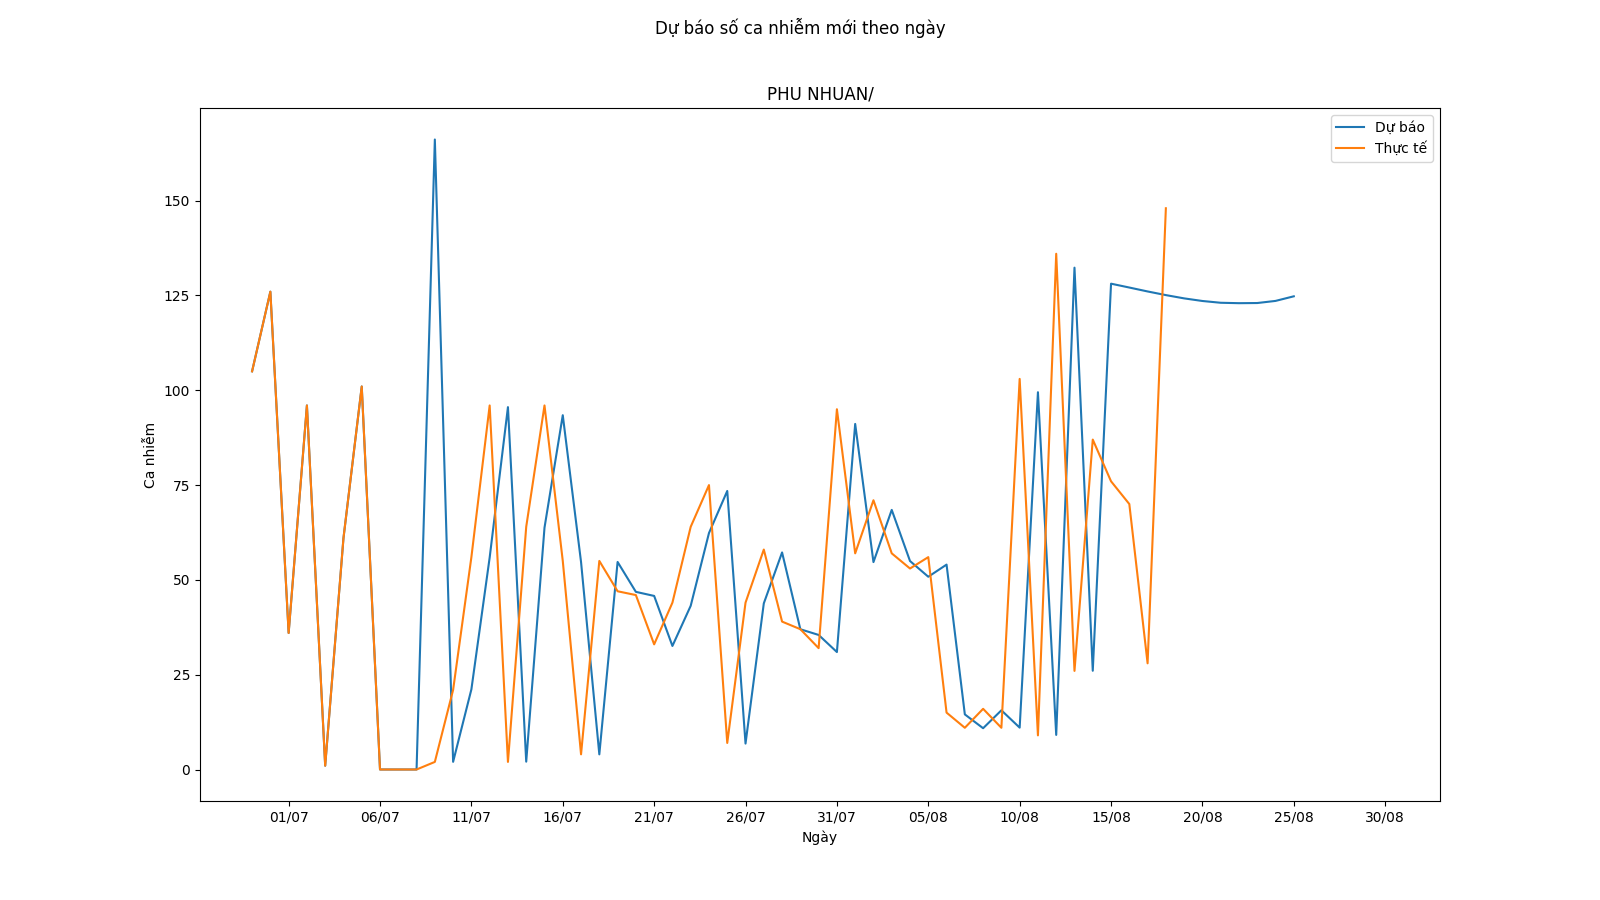 Dự báo số ca nhiễm mới theo ngày
PHU NHUAN/
Dự báo
Thực tế
Ca nhiễm
150
125
100
75
50
25
0
01/07 06/07 11/07 16/07 21/07 26/07 31/07 05/08 10/08 15/08 20/08 25/08 30/08
Ngày